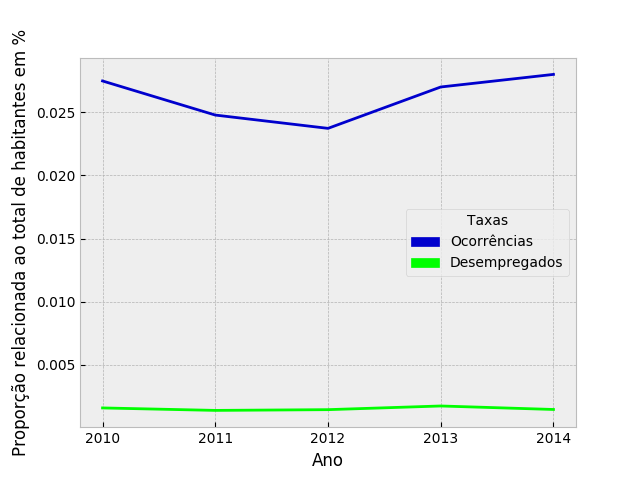 Proporção relacionada ao total de habitantes em %
0.025
0.020
0.015
0.010
0.005
Taxas
Ocorrências
Desempregados
2010 2011 2012 2013 2014
Ano